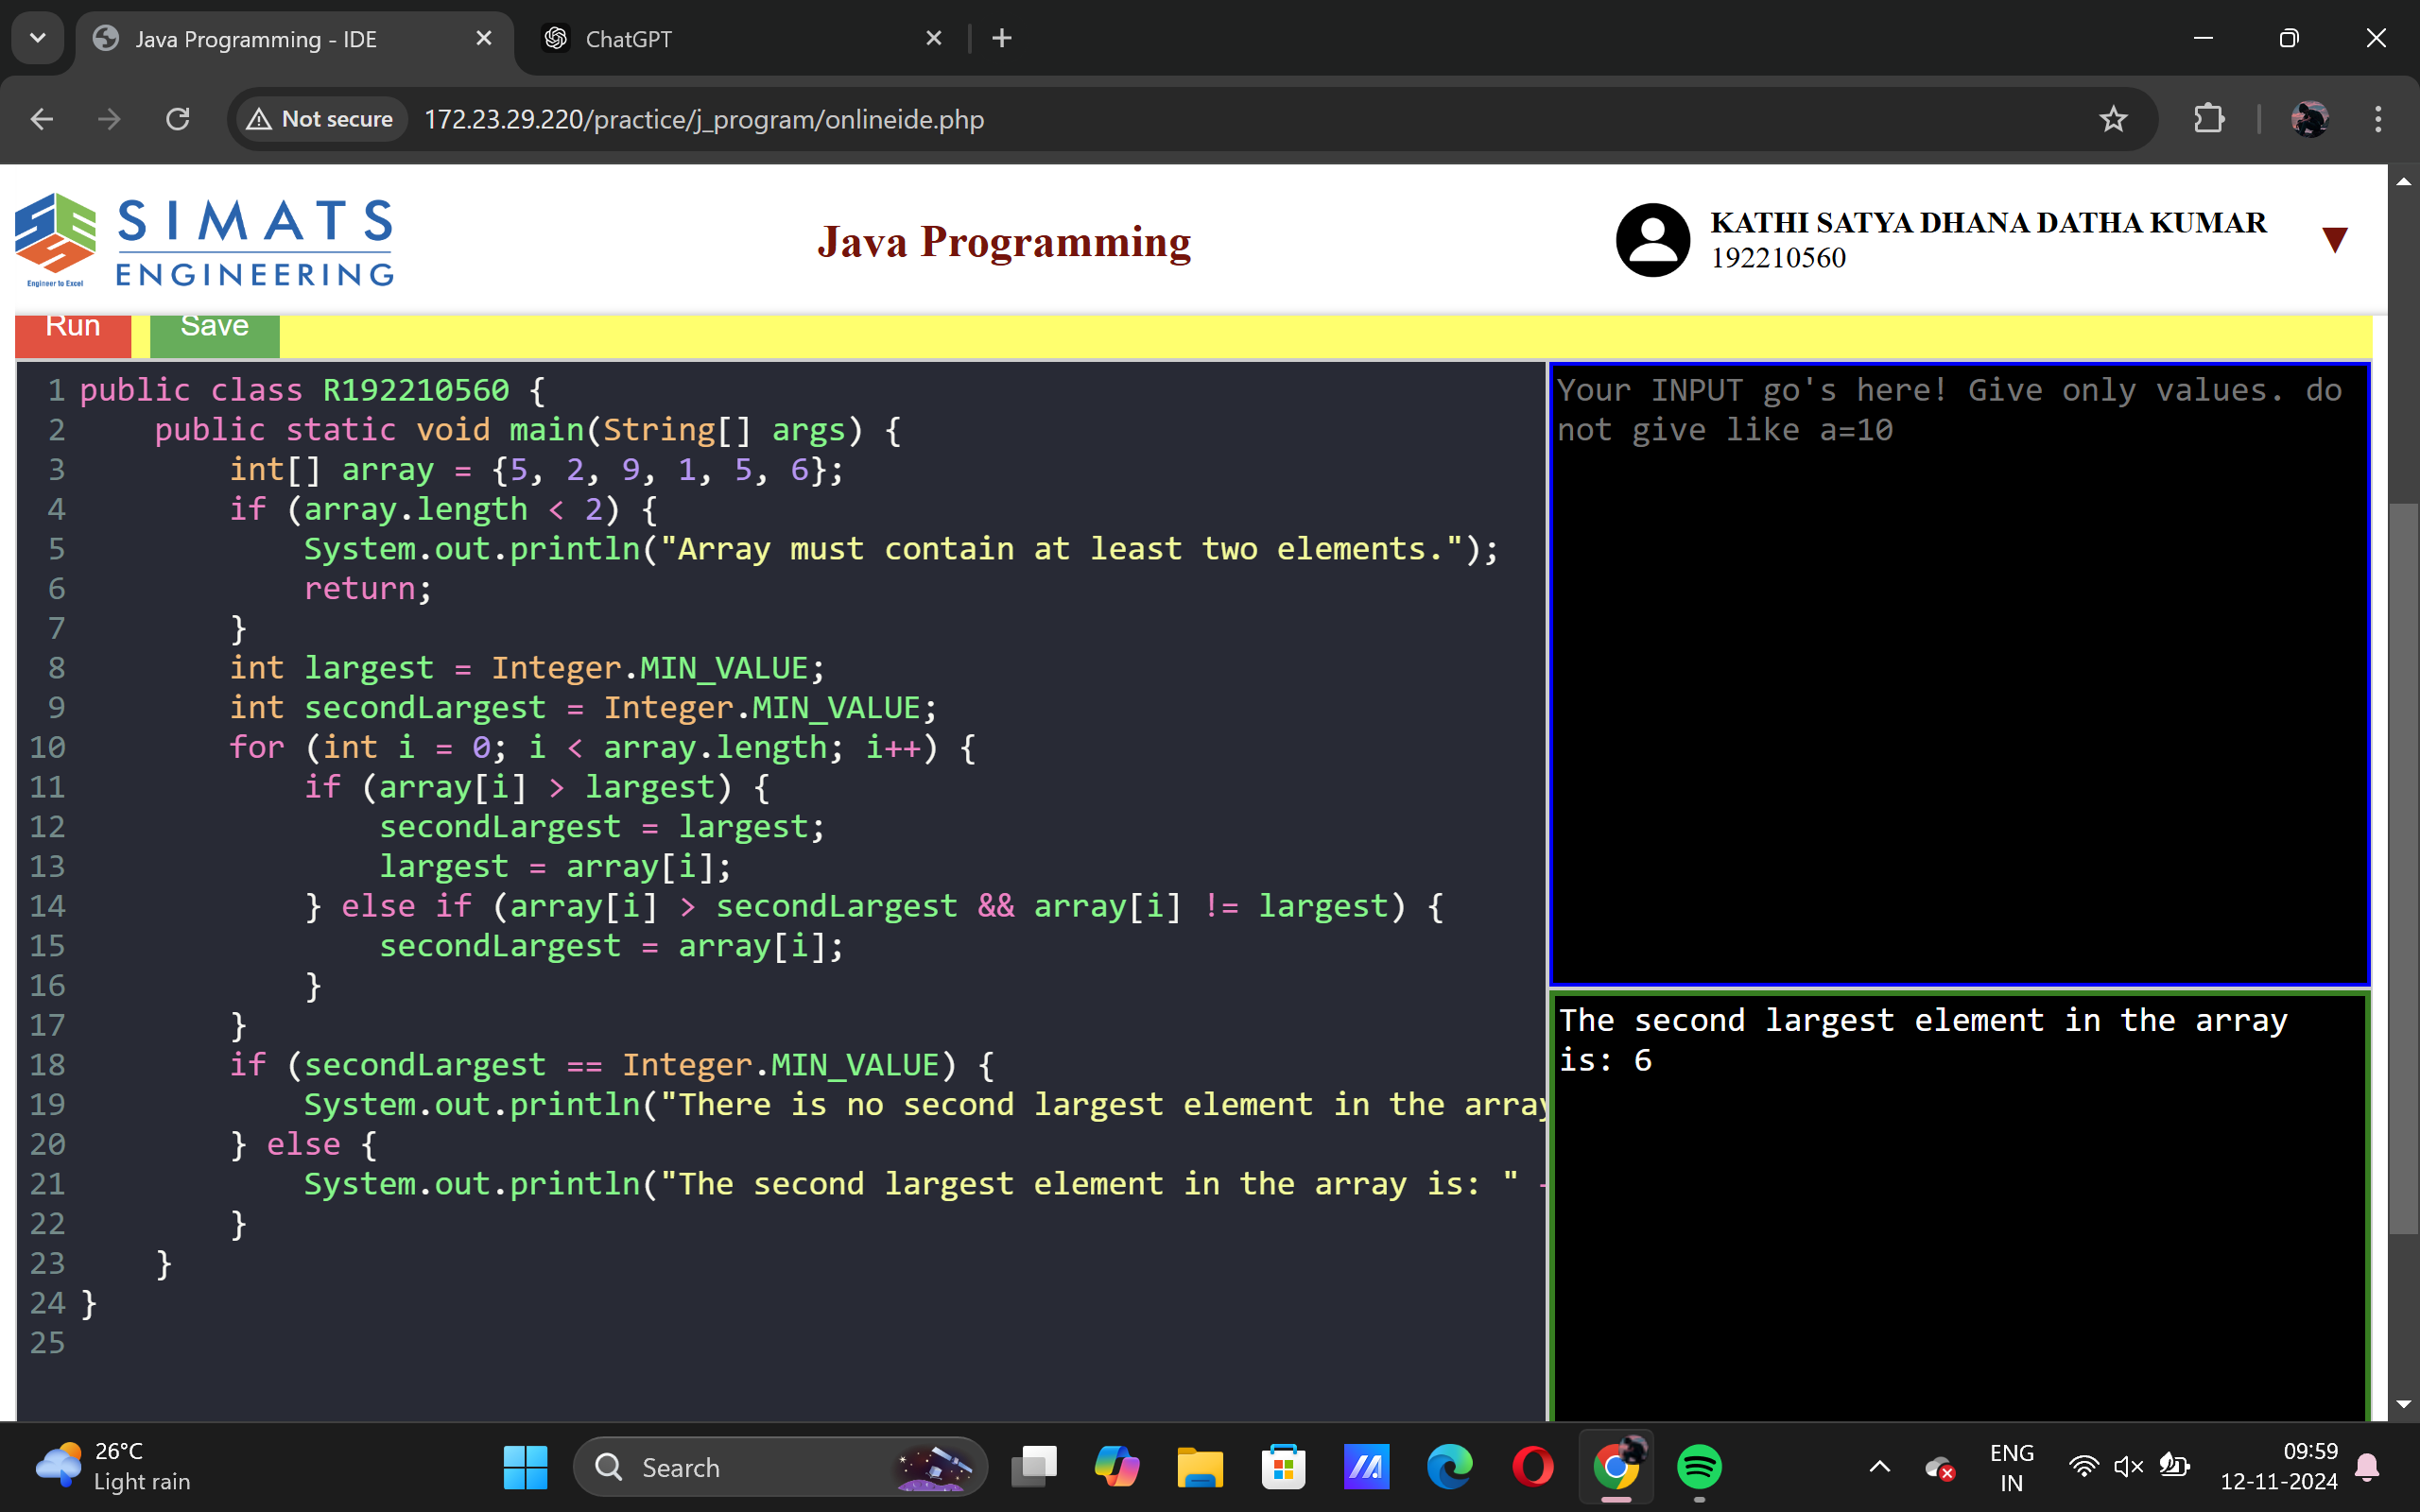 Java Programming - IDE
ChatGPT
Not secure
172.23.29.220/practice/j_program/onlineide.php
SIMATS
ENGINEERING
Engineer to Excel
Java Programming
KATHI SATYA DHANA DATHA KUMAR
192210560
Run
Save
1 public class R192210560 {
2     public static void main(String[] args) {
3         int[] array = {5, 2, 9, 1, 5, 6};
4         if (array.length < 2) {
5             System.out.println("Array must contain at least two elements.");
6             return;
7         }
8         int largest = Integer.MIN_VALUE;
9         int secondLargest = Integer.MIN_VALUE;
10         for (int i = 0; i < array.length; i++) {
11             if (array[i] > largest) {
12                 secondLargest = largest;
13                 largest = array[i];
14             } else if (array[i] > secondLargest && array[i] != largest) {
15                 secondLargest = array[i];
16             }
17         }
18         if (secondLargest == Integer.MIN_VALUE) {
19             System.out.println("There is no second largest element in the array
20         } else {
21             System.out.println("The second largest element in the array is: "
22         }
23     }
24 }
25
Your INPUT go's here! Give only values. do
not give like a=10
The second largest element in the array
is: 6
26°C
Light rain
Search
ENG
IN
09:59
12-11-2024